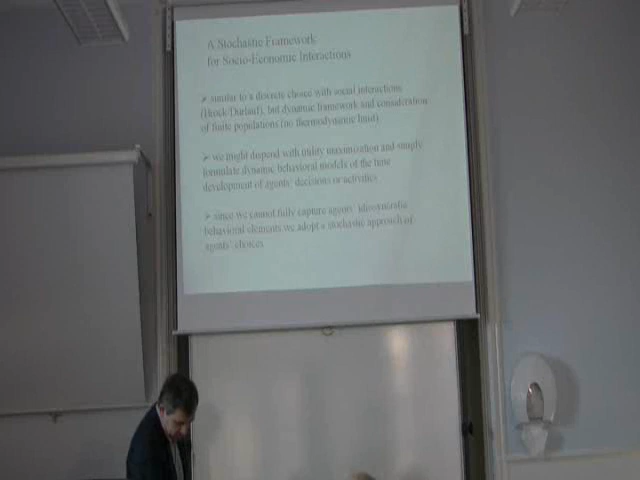 A Stochastic Framework
for Socio-Economic Interactions
➢ similar to a discrete choice with social interactions
(Brock/Durlauf), but dynamic framework and consideration
of finite populations (no thermodynamic limit)
➢ we might dispend with utility maximization and simply
formulate dynamic behavioral models of the time
development of agents' decisions or activities
➢ since we cannot fully capture agents' idiosyncratic
behavioral elements, we adopt a stochastic approach of
agents' choices